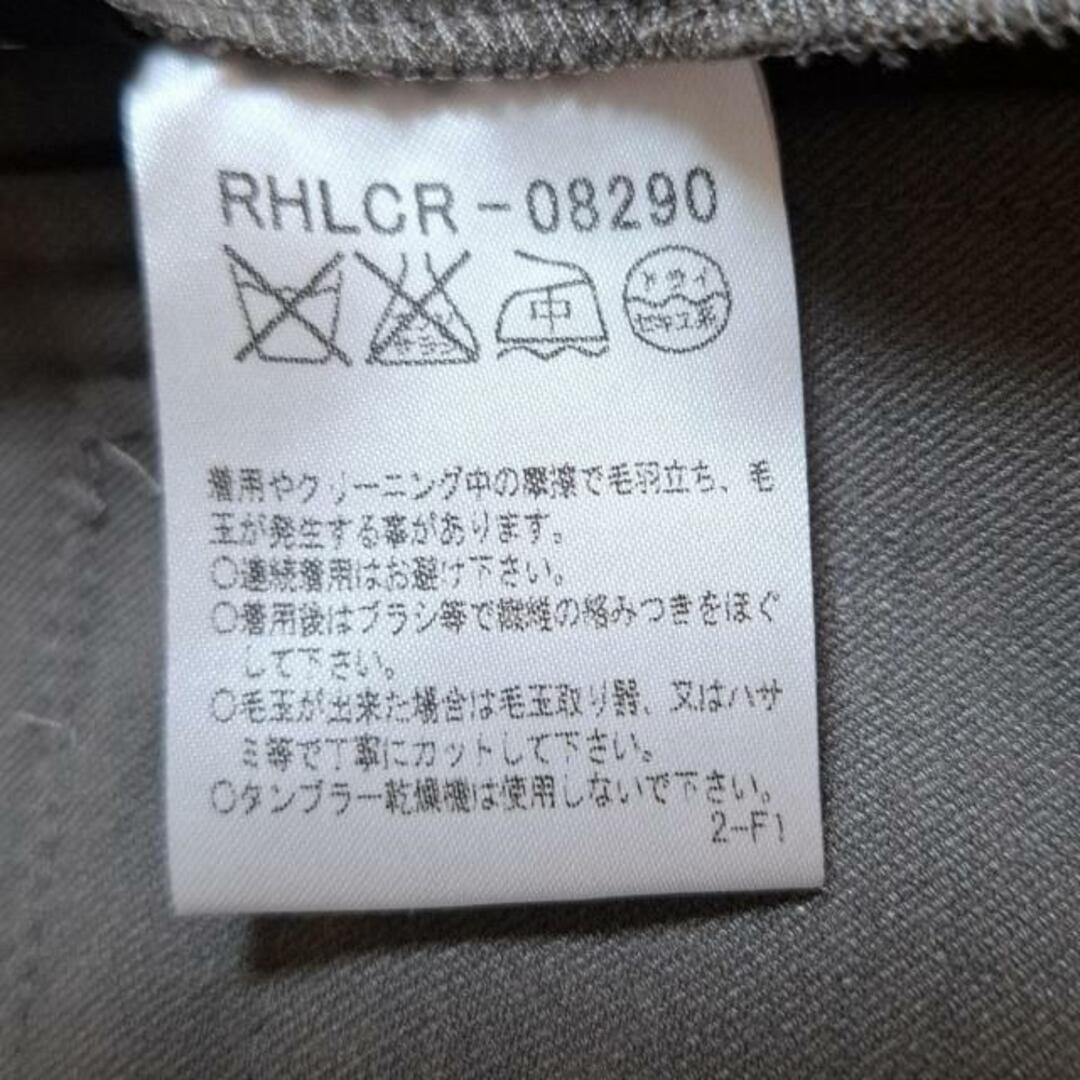 RHLCR-08290
中 ドライ
セキユ系
着用やクリーニング中の摩擦で毛羽立ち、毛
玉が発生する事があります。
○連続着用はお避け下さい。
○着用後はブラシ等で繊維の絡みつきをほぐ
して下さい。
○毛玉が出来た場合は毛玉取り器、又はハサ
ミ等で丁寧にカットして下さい。
○タンブラー乾燥機は使用しないで下さい。
2-F1